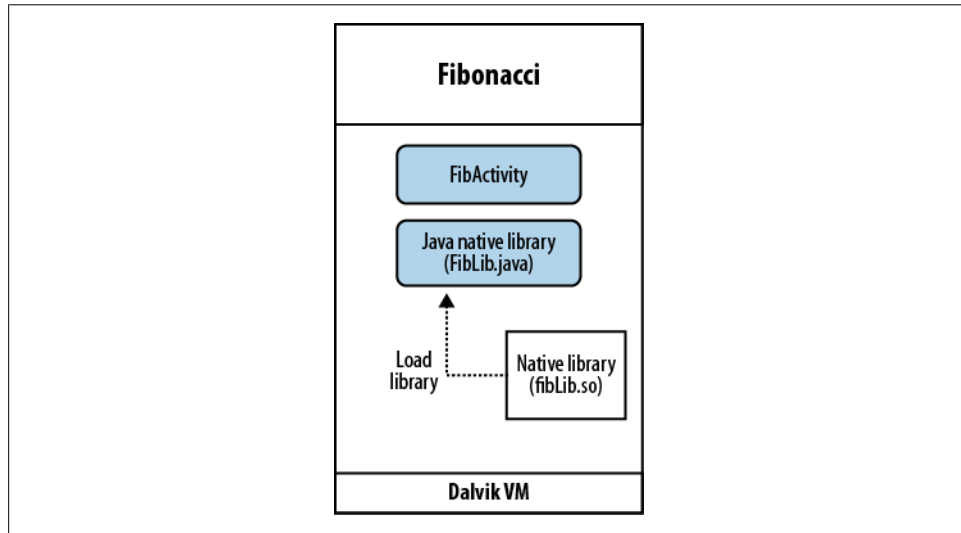 Fibonacci
FibActivity
Java native library
(FibLib.java)
Load
library
Native library
(fibLib.so)
Dalvik VM